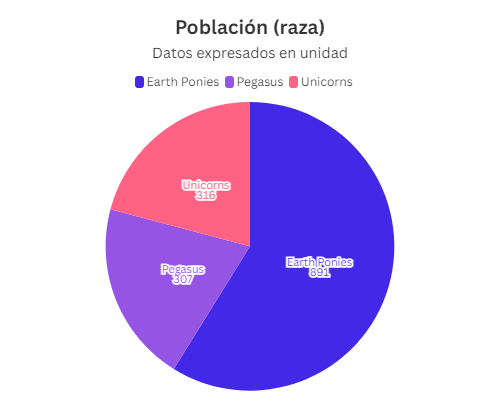 Población (raza)
Datos expresados en unidad
Earth Ponies Pegasus Unicorns
Unicorns
316
Earth Ponies
891
Pegasus
307